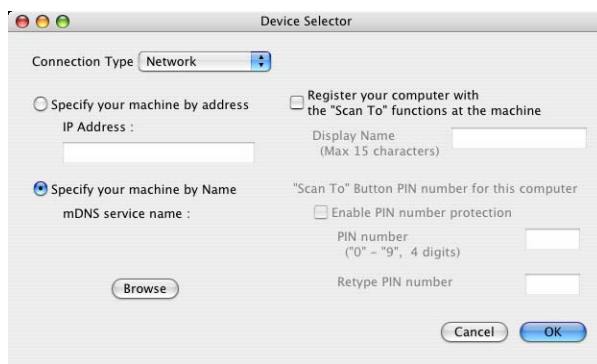 Device Selector
Connection Type Network
Specify your machine by address
IP Address :
Specify your machine by Name
mDNS service name :
Browse
Register your computer with
the "Scan To" functions at the machine
Display Name
(Max 15 characters)
"Scan To" Button PIN number for this computer
Enable PIN number protection
PIN number
("0" - "9", 4 digits)
Retype PIN number
Cancel OK